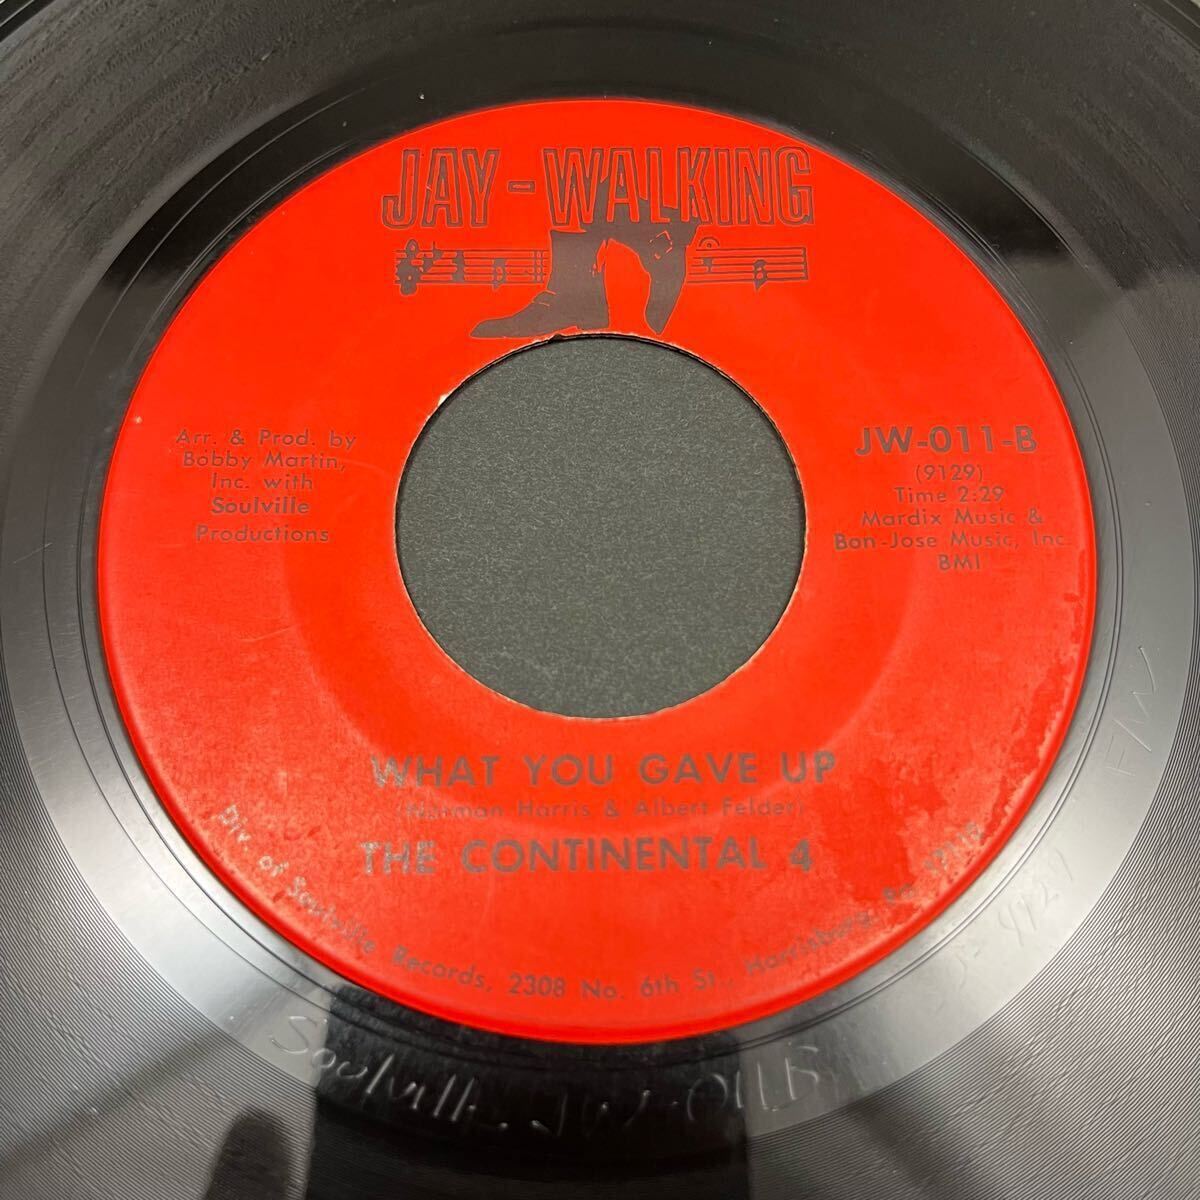 JAY-WALKING
Arr. & Prod. by
Bobby Martin,
Inc. with
Soulville
Productions
JW-011-B
(9129)
Time 2:29
Mardix Music &
Bon-Jose Music, Inc.
BMI
WHAT YOU GAVE UP
(Norman Harris & Albert Felder)
THE CONTINENTAL 4
Div. of Soulville Records, 2308 No. 6th St., Harrisburg, Pa. 17110
Soulville JW-011B